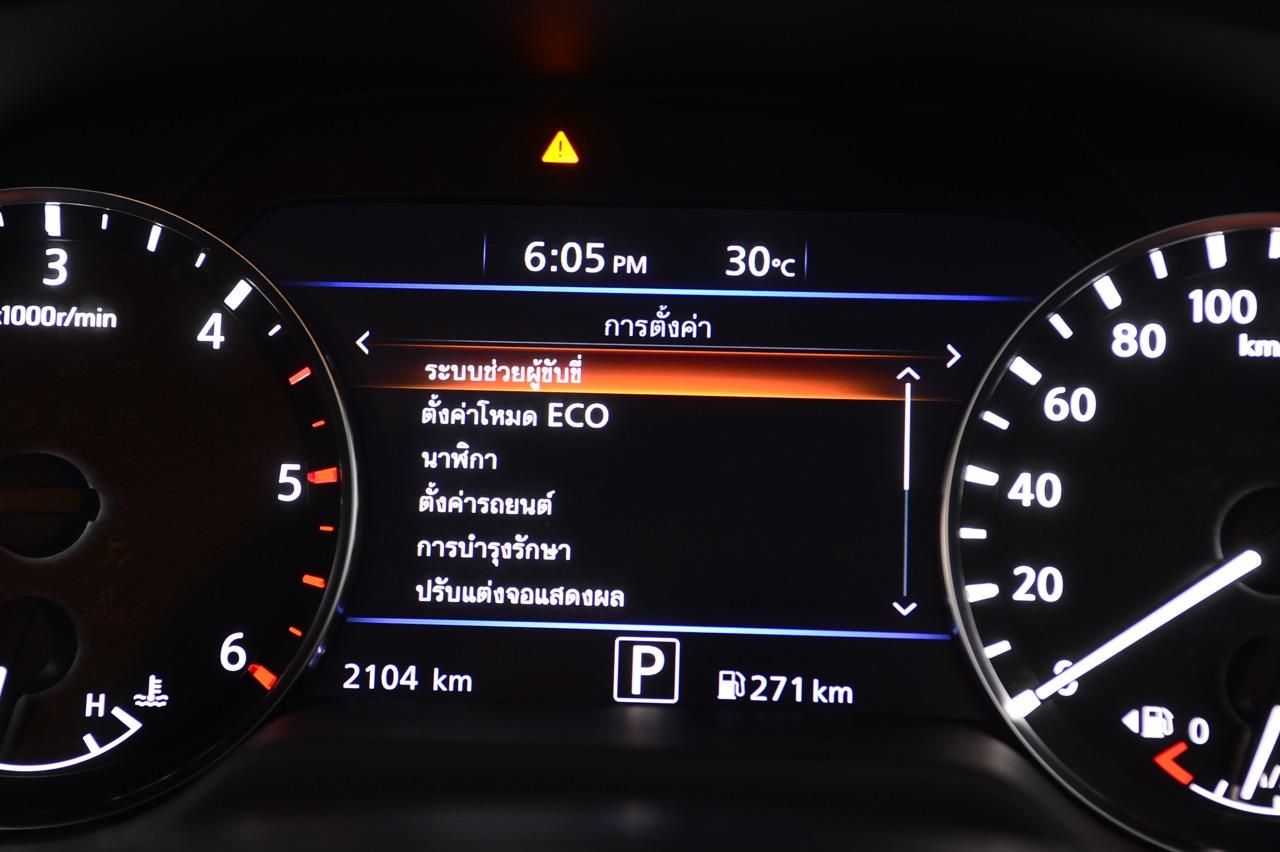 6:05 PM 30°C
การตั้งค่า
ระบบช่วยผู้ขับขี่
ตั้งค่าโหมด ECO
นาฬิกา
ตั้งค่ารถยนต์
การบำรุงรักษา
ปรับแต่งจอแสดงผล
2104 km P 271 km
3
x1000r/min
4
5
6
H
100
km
80
60
40
20
0
0